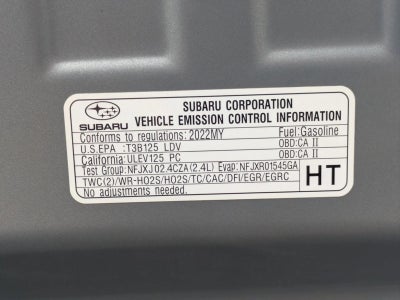 SUBARU CORPORATION
VEHICLE EMISSION CONTROL INFORMATION
SUBARU
Conforms to regulations: 2022MY Fuel:Gasoline
U.S.EPA :T3B125 LDV OBD:CA II
California:ULEV125 PC OBD:CA II
Test Group:NFJXJ02.4CZA(2.4L) Evap:NFJXR01545GA
TWC(2)/WR-HO2S/HO2S/TC/CAC/DFI/EGR/EGRC
No adjustments needed.
HT